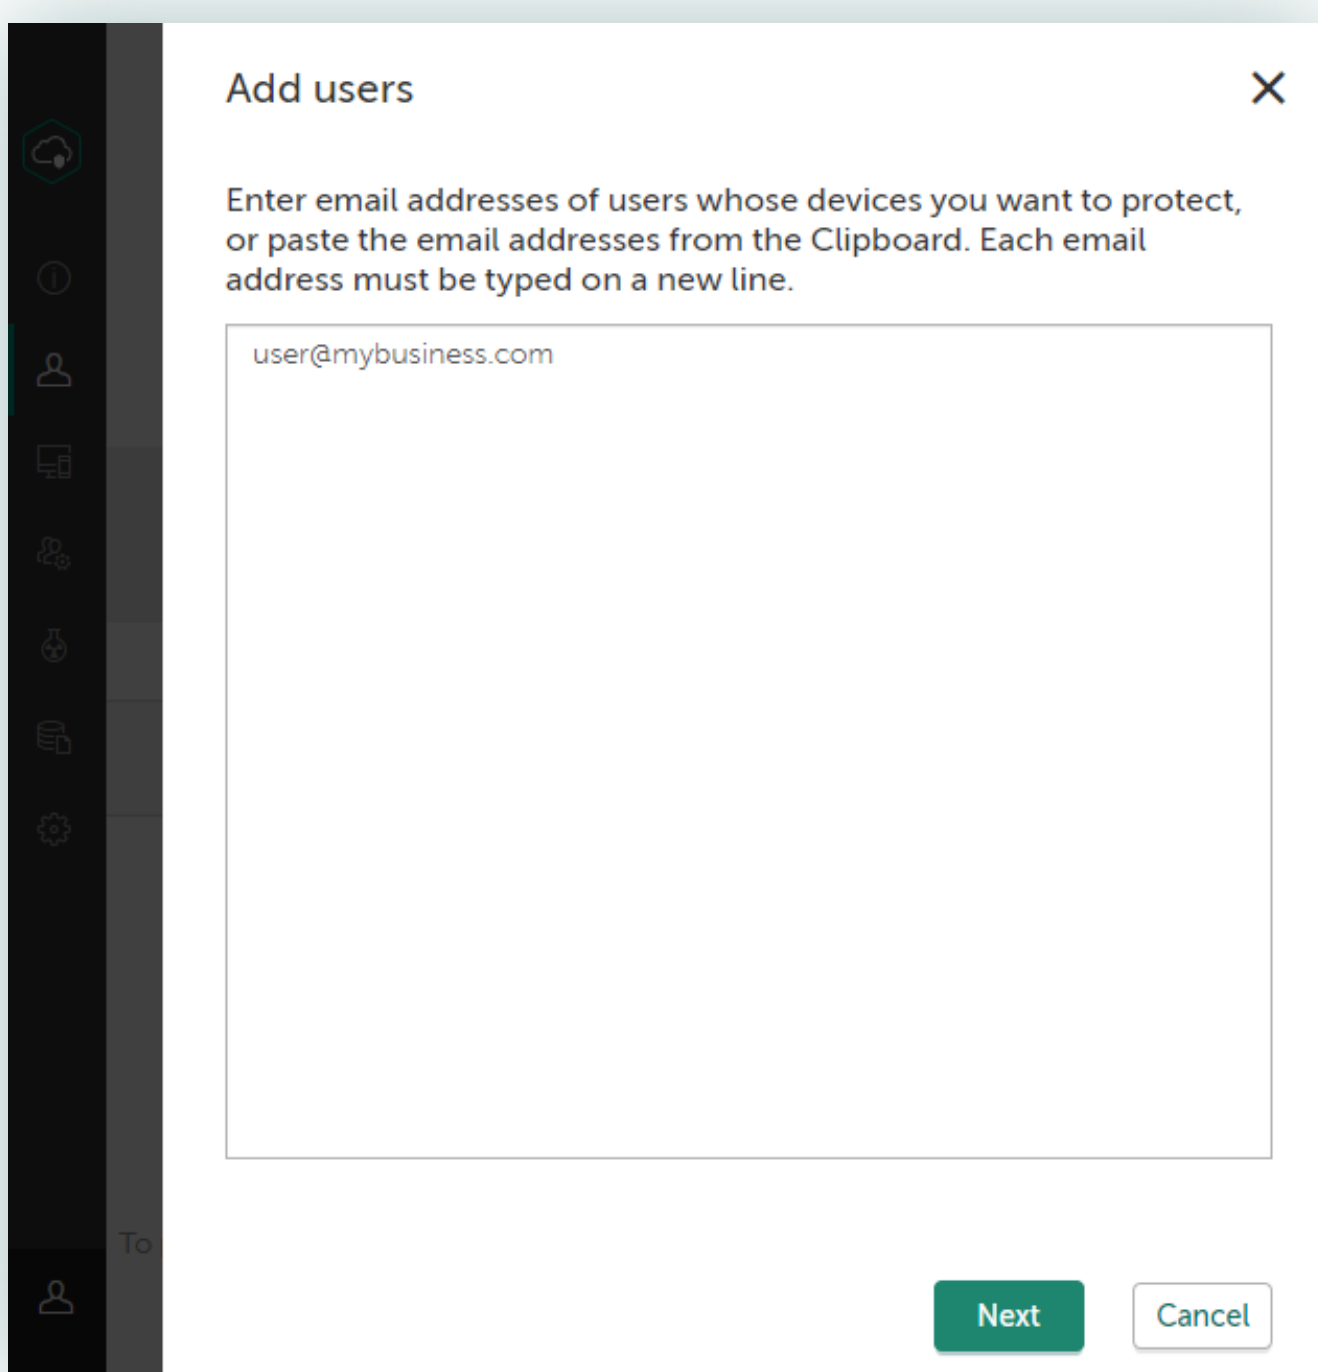 Add users
Enter email addresses of users whose devices you want to protect,
or paste the email addresses from the Clipboard. Each email
address must be typed on a new line.
user@mybusiness.com
To
Next
Cancel